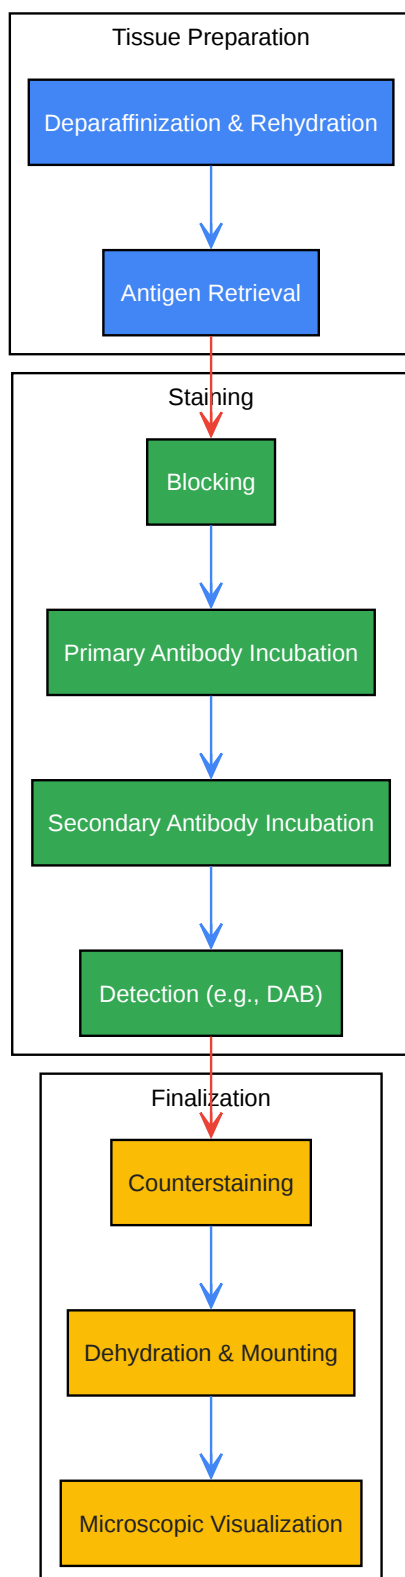 Tissue Preparation
Deparaffinization & Rehydration
Antigen Retrieval
Staining
Blocking
Primary Antibody Incubation
Secondary Antibody Incubation
Detection (e.g., DAB)
Finalization
Counterstaining
Dehydration & Mounting
Microscopic Visualization